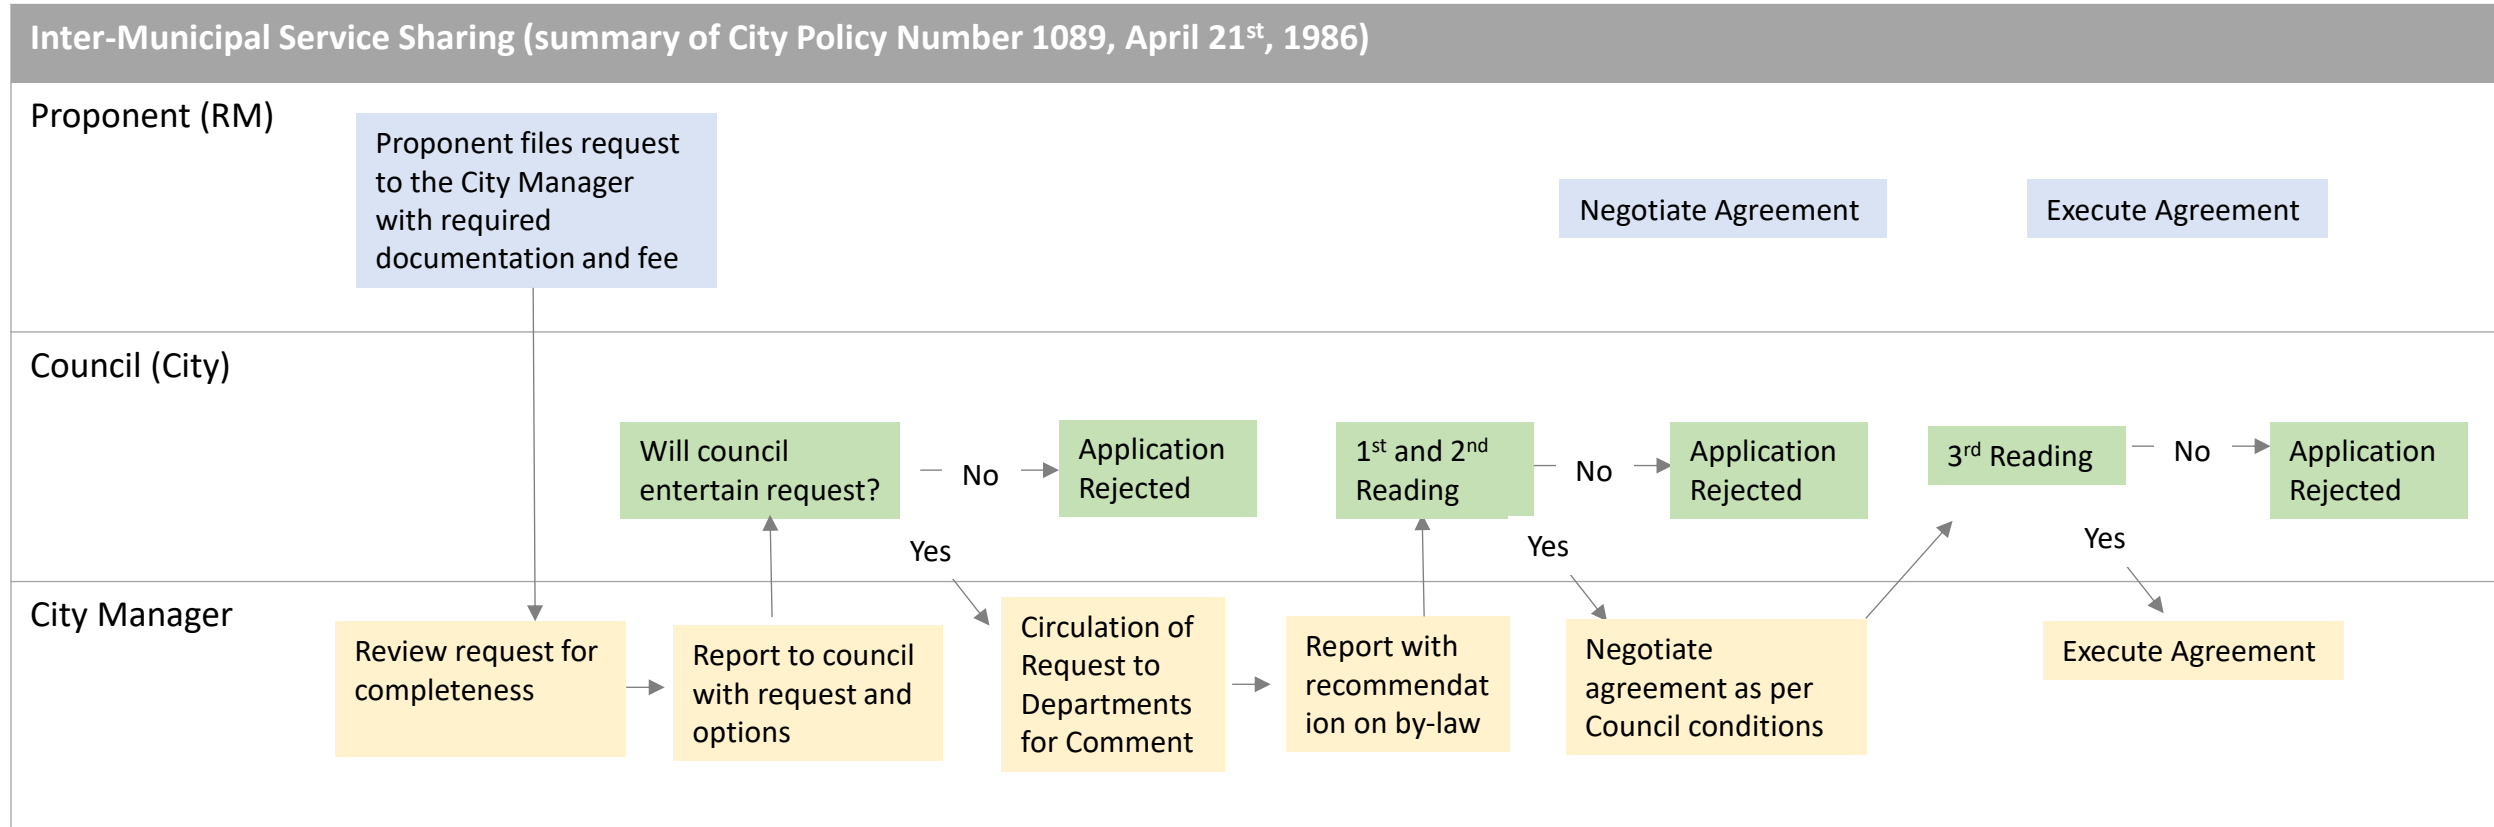 Inter-Municipal Service Sharing (summary of City Policy Number 1089, April 21st, 1986)
Proponent (RM)
Proponent files request
to the City Manager
with required
documentation and fee
Negotiate Agreement
Execute Agreement
Council (City)
Will council
entertain request?
No
Application
Rejected
1st and 2nd
Reading
No
Application
Rejected
3rd Reading
No
Application
Rejected
Yes
Yes
Yes
City Manager
Review request for
completeness
Report to council
with request and
options
Circulation of
Request to
Departments
for Comment
Report with
recommendat
ion on by-law
Negotiate
agreement as per
Council conditions
Execute Agreement